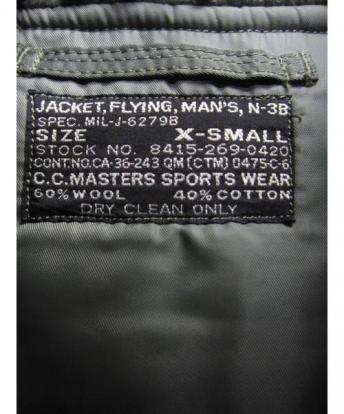 JACKET, FLYING, MAN'S, N-3B
SPEC. MIL-J-6279B
SIZE X-SMALL
STOCK NO. 8415-269-0420
CONT.NO.CA-36-243 QM (CTM) 0475-C-6
C.C.MASTERS SPORTS WEAR
60% WOOL 40% COTTON
DRY CLEAN ONLY